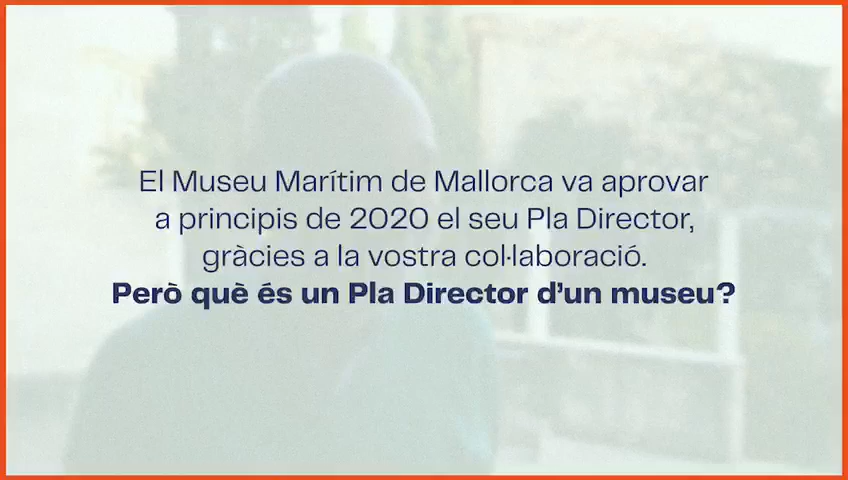 El Museu Marítim de Mallorca va aprovar
a principis de 2020 el seu Pla Director,
gràcies a la vostra col·laboració.
Però què és un Pla Director d’un museu?